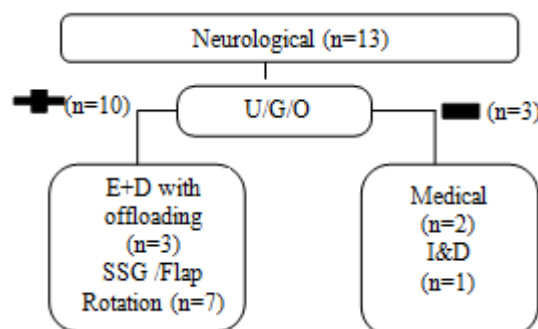 Neurological (n=13)
(n=10)
U/G/O
(n=3)
E+D with
offloading
(n=3)
SSG /Flap
Rotation (n=7)
Medical
(n=2)
I&D
(n=1)